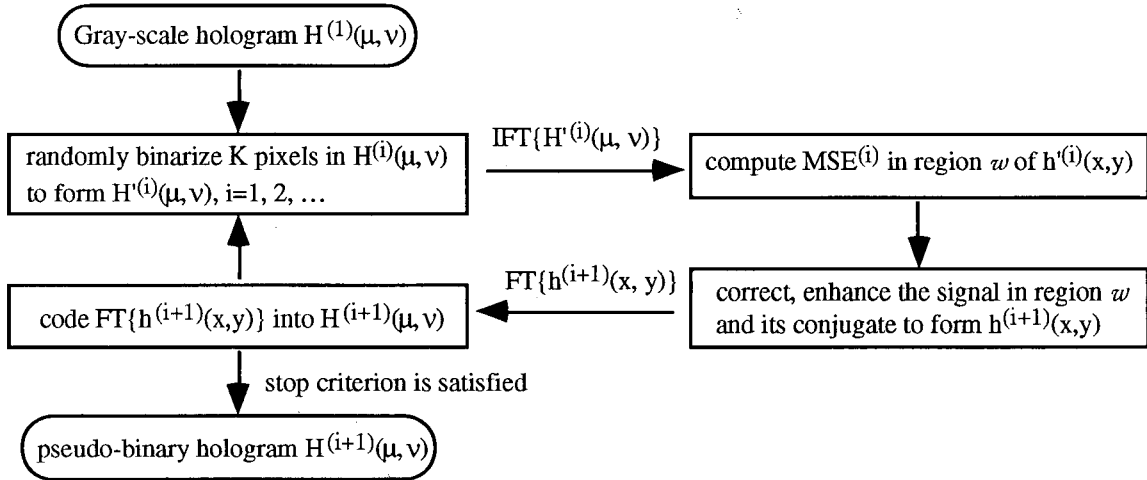 Gray-scale hologram H(1)(μ, ν)
randomly binarize K pixels in H(i)(μ, ν)
to form H'(i)(μ, ν), i=1, 2, …
IFT{H'(i)(μ, ν)}
compute MSE(i) in region w of h'(i)(x,y)
correct, enhance the signal in region w
and its conjugate to form h(i+1)(x,y)
FT{h(i+1)(x, y)}
code FT{h(i+1)(x,y)} into H(i+1)(μ, ν)
stop criterion is satisfied
pseudo-binary hologram H(i+1)(μ, ν)